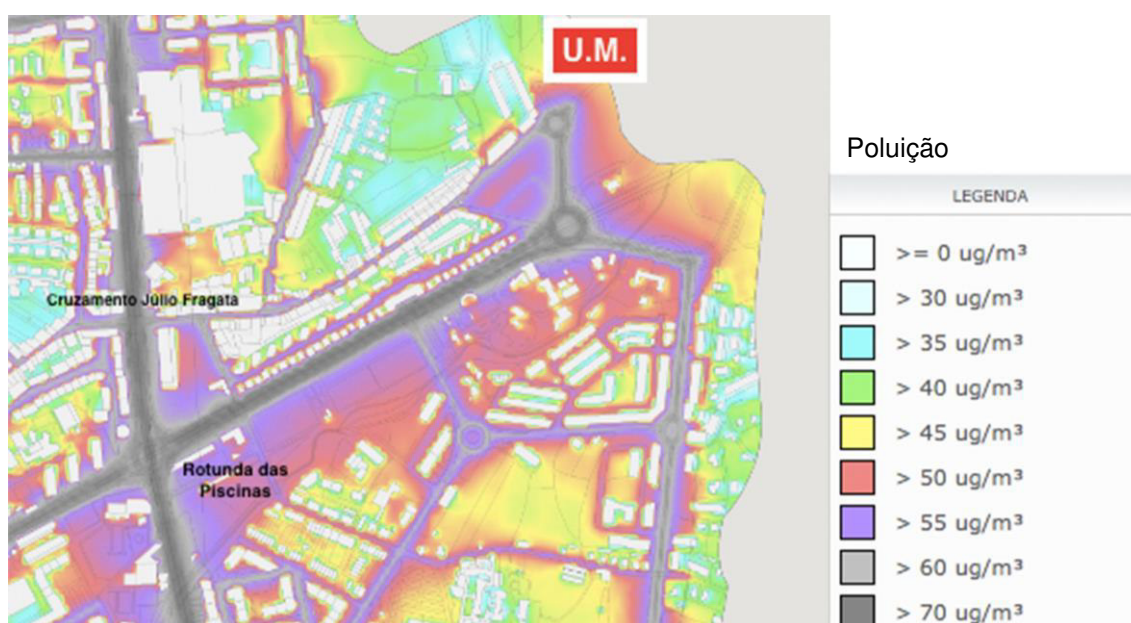 U.M.
Poluição
LEGENDA
>= 0 ug/m³
> 30 ug/m³
> 35 ug/m³
> 40 ug/m³
> 45 ug/m³
> 50 ug/m³
> 55 ug/m³
> 60 ug/m³
> 70 ug/m³
Cruzamento Júlio Fragata
Rotunda das
Piscinas